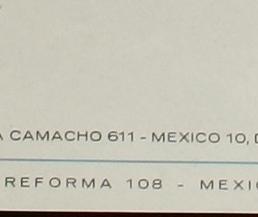 A CAMACHO 611 - MEXICO 10, D
REFORMA 108 - MEXI